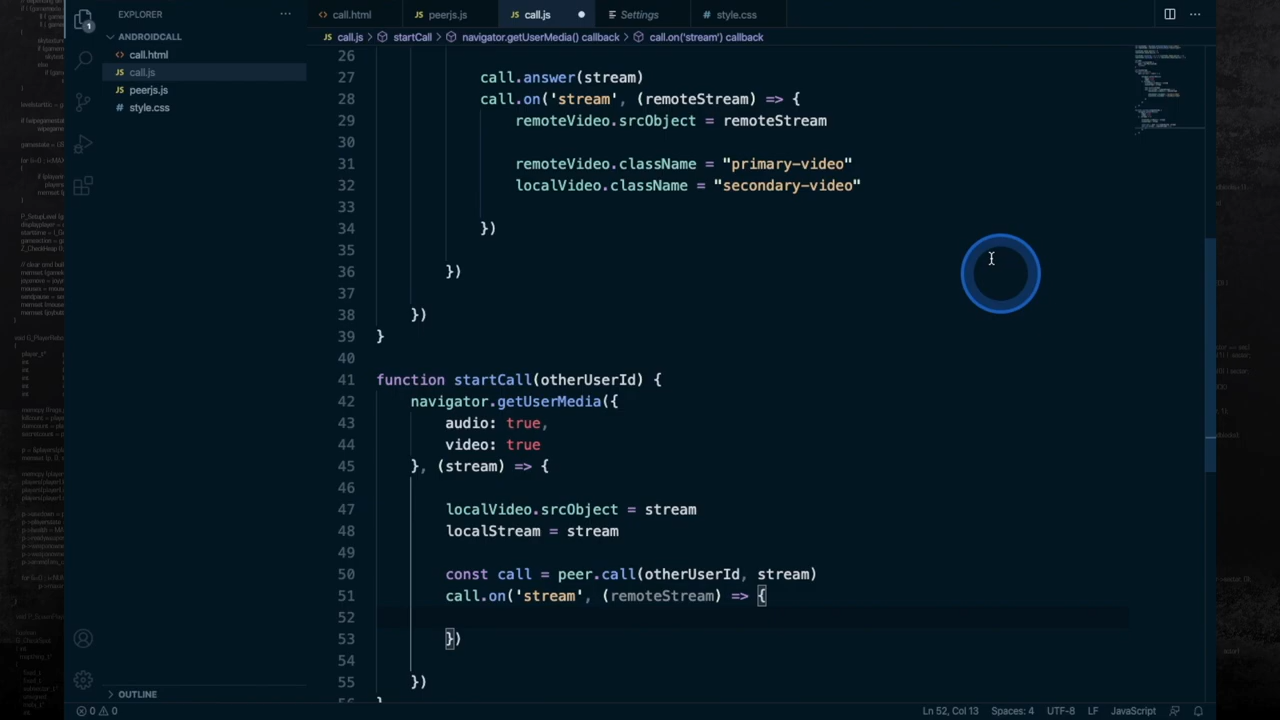 EXPLORER
ANDROIDCALL
call.html
call.js
peerjs.js
style.css
OUTLINE
call.html peerjs.js call.js Settings style.css
call.js > startCall > navigator.getUserMedia() callback > call.on('stream') callback
26
27 call.answer(stream)
28 call.on('stream', (remoteStream) => {
29 remoteVideo.srcObject = remoteStream
30
31 remoteVideo.className = "primary-video"
32 localVideo.className = "secondary-video"
33
34 })
35
36 })
37
38 })
39 }
40
41 function startCall(otherUserId) {
42 navigator.getUserMedia({
43 audio: true,
44 video: true
45 }, (stream) => {
46
47 localVideo.srcObject = stream
48 localStream = stream
49
50 const call = peer.call(otherUserId, stream)
51 call.on('stream', (remoteStream) => {
52
53 })
54
55 })
1
0 0 Ln 52, Col 13 Spaces: 4 UTF-8 LF JavaScript